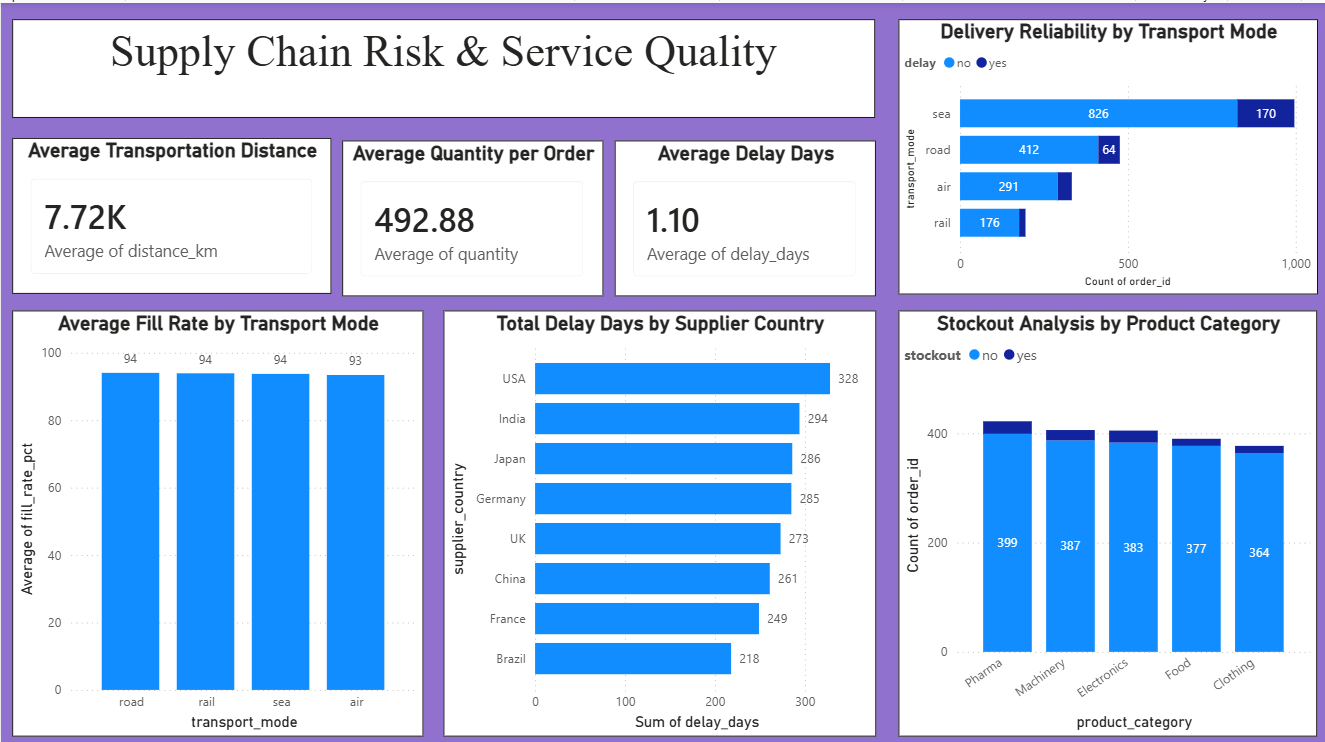 Supply Chain Risk & Service Quality
Average Transportation Distance
7.72K
Average of distance_km
Average Quantity per Order
492.88
Average of quantity
Average Delay Days
1.10
Average of delay_days
Delivery Reliability by Transport Mode
delay no yes
transport_mode
sea 826 170
road 412 64
air 291
rail 176
0 500 1,000
Count of order_id
Average Fill Rate by Transport Mode
Average of fill_rate_pct
100
80
60
40
20
0
94 94 94 93
road rail sea air
transport_mode
Total Delay Days by Supplier Country
supplier_country
USA 328
India 294
Japan 286
Germany 285
UK 273
China 261
France 249
Brazil 218
0 100 200 300
Sum of delay_days
Stockout Analysis by Product Category
stockout no yes
Count of order_id
400
200
0
399 387 383 377 364
Pharma Machinery Electronics Food Clothing
product_category